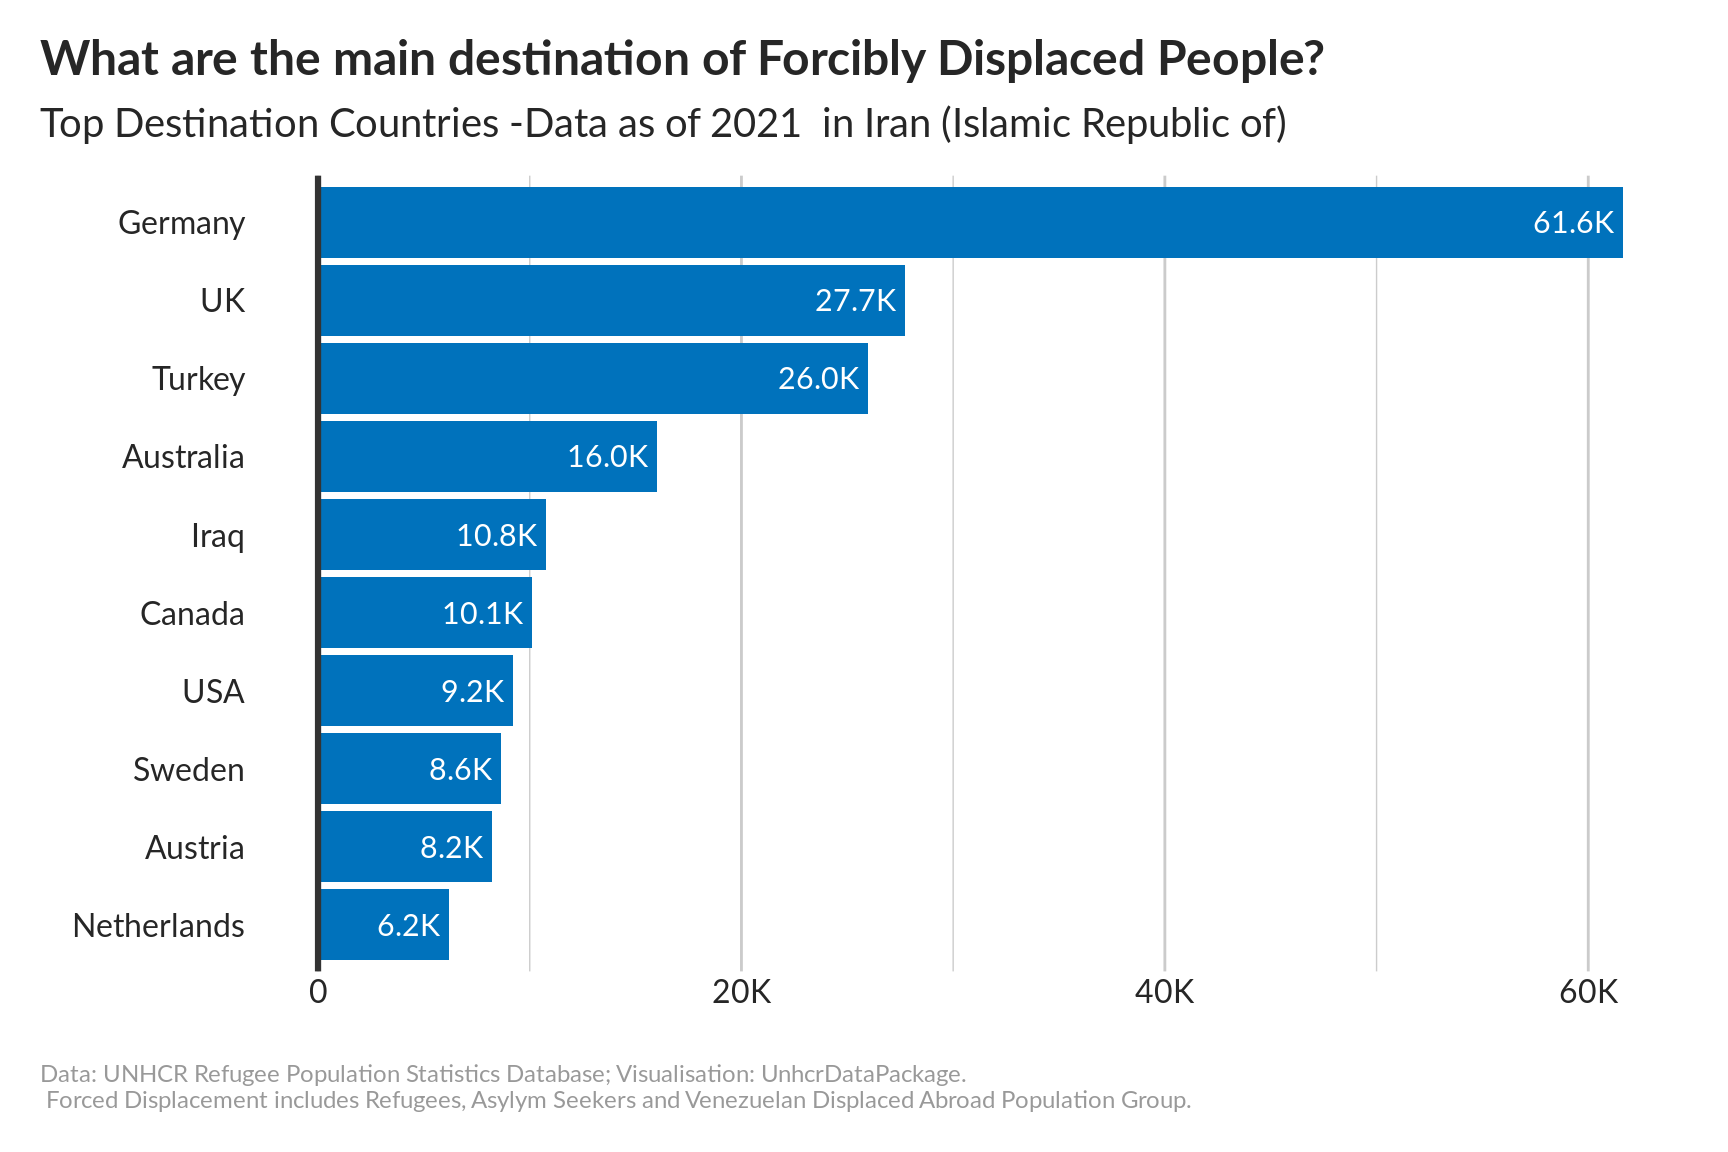 What are the main destination of Forcibly Displaced People?
Top Destination Countries -Data as of 2021  in Iran (Islamic Republic of)
Germany 61.6K
UK 27.7K
Turkey 26.0K
Australia 16.0K
Iraq 10.8K
Canada 10.1K
USA 9.2K
Sweden 8.6K
Austria 8.2K
Netherlands 6.2K
0 20K 40K 60K
Data: UNHCR Refugee Population Statistics Database; Visualisation: UnhcrDataPackage.
Forced Displacement includes Refugees, Asylym Seekers and Venezuelan Displaced Abroad Population Group.